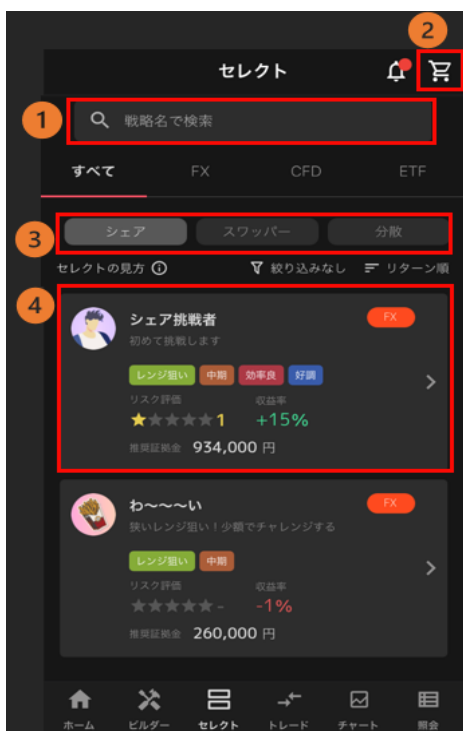 2
セレクト
1
戦略名で検索
すべて FX CFD ETF
3
シェア スワッパー 分散
セレクトの見方 絞り込みなし リターン順
4
シェア挑戦者 FX
初めて挑戦します
レンジ狙い 中期 効率良 好調
リスク評価 収益率
★★★★★1 +15%
推奨証拠金 934,000 円
わ〜〜〜い FX
狭いレンジ狙い！少額でチャレンジする
レンジ狙い 中期
リスク評価 収益率
★★★★★- -1%
推奨証拠金 260,000 円
ホーム ビルダー セレクト トレード チャート 照会